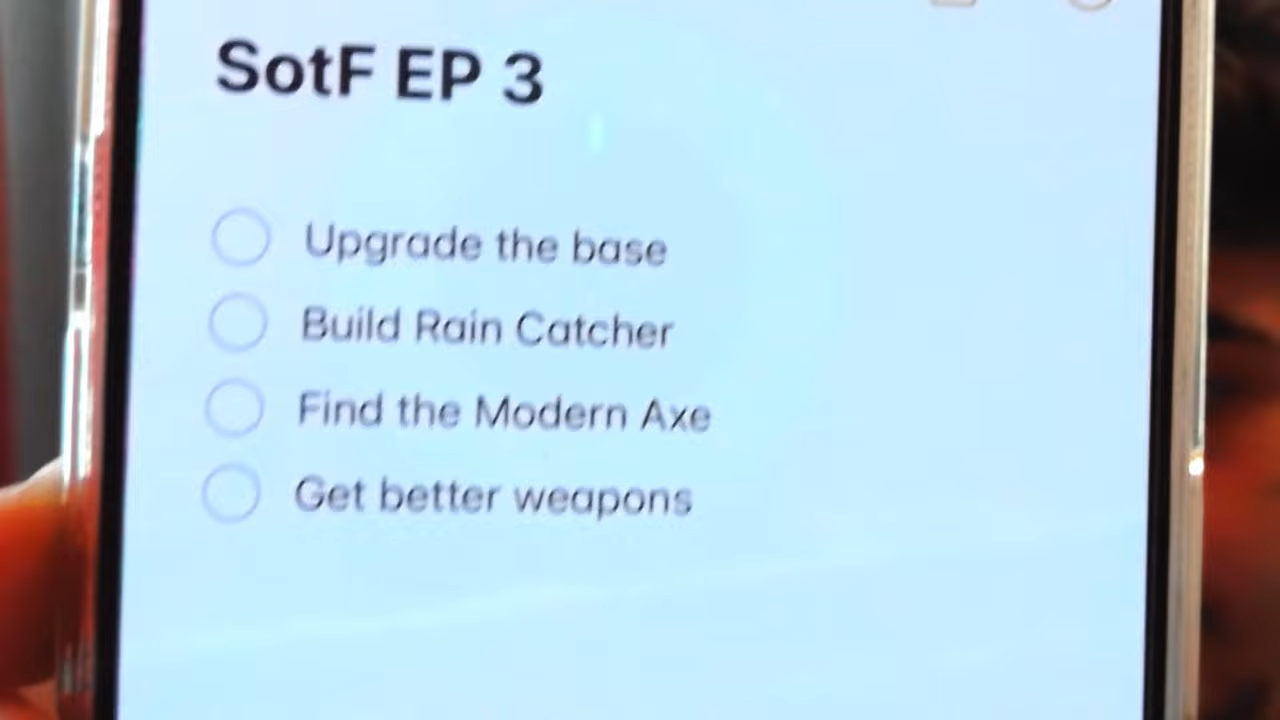 SotF EP 3
Upgrade the base
Build Rain Catcher
Find the Modern Axe
Get better weapons